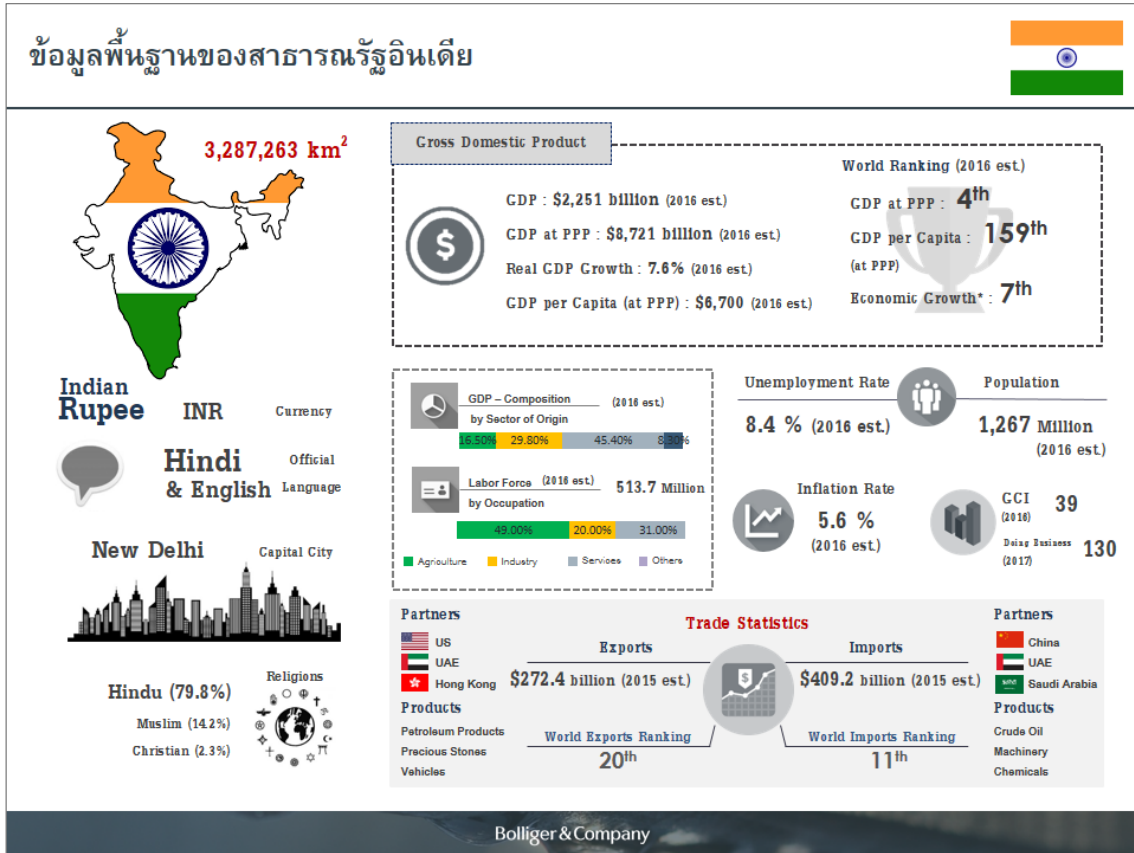 ข้อมูลพื้นฐานของสาธารณรัฐอินเดีย
3,287,263 km²
Indian
Rupee INR Currency
Hindi Official
& English Language
New Delhi Capital City
Religions
Hindu (79.8%)
Muslim (14.2%)
Christian (2.3%)
Gross Domestic Product
GDP : $2,251 billion (2016 est.)
GDP at PPP : $8,721 billion (2016 est.)
Real GDP Growth : 7.6% (2016 est.)
GDP per Capita (at PPP) : $6,700 (2016 est.)
World Ranking (2016 est.)
GDP at PPP : 4th
GDP per Capita : 159th
(at PPP)
Economic Growth* : 7th
GDP – Composition (2016 est.)
by Sector of Origin
16.50% 29.80% 45.40% 8.30%
Labor Force (2016 est.) 513.7 Million
by Occupation
49.00% 20.00% 31.00%
Agriculture Industry Services Others
Unemployment Rate
8.4 % (2016 est.)
Population
1,267 Million
(2016 est.)
Inflation Rate
5.6 %
(2016 est.)
GCI 39
(2016)
Doing Business 130
(2017)
Trade Statistics
Partners
US
UAE
Hong Kong
Products
Petroleum Products
Precious Stones
Vehicles
Exports
$272.4 billion (2015 est.)
World Exports Ranking
20th
Imports
$409.2 billion (2015 est.)
World Imports Ranking
11th
Partners
China
UAE
Saudi Arabia
Products
Crude Oil
Machinery
Chemicals
Bolliger & Company